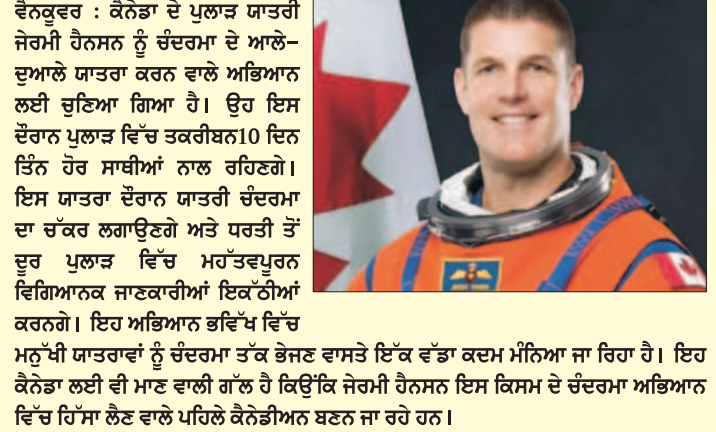 ਵੈਨਕੂਵਰ : ਕੈਨੇਡਾ ਦੇ ਪੁਲਾੜ ਯਾਤਰੀ
ਜੇਰਮੀ ਹੈਨਸਨ ਨੂੰ ਚੰਦਰਮਾ ਦੇ ਆਲੇ-
ਦੁਆਲੇ ਯਾਤਰਾ ਕਰਨ ਵਾਲੇ ਅਭਿਆਨ
ਲਈ ਚੁਣਿਆ ਗਿਆ ਹੈ। ਉਹ ਇਸ
ਦੌਰਾਨ ਪੁਲਾੜ ਵਿੱਚ ਤਕਰੀਬਨ10 ਦਿਨ
ਤਿੰਨ ਹੋਰ ਸਾਥੀਆਂ ਨਾਲ ਰਹਿਣਗੇ।
ਇਸ ਯਾਤਰਾ ਦੌਰਾਨ ਯਾਤਰੀ ਚੰਦਰਮਾ
ਦਾ ਚੱਕਰ ਲਗਾਉਣਗੇ ਅਤੇ ਧਰਤੀ ਤੋਂ
ਦੂਰ ਪੁਲਾੜ ਵਿੱਚ ਮਹੱਤਵਪੂਰਨ
ਵਿਗਿਆਨਕ ਜਾਣਕਾਰੀਆਂ ਇਕੱਠੀਆਂ
ਕਰਨਗੇ। ਇਹ ਅਭਿਆਨ ਭਵਿੱਖ ਵਿੱਚ
ਮਨੁੱਖੀ ਯਾਤਰਾਵਾਂ ਨੂੰ ਚੰਦਰਮਾ ਤੱਕ ਭੇਜਣ ਵਾਸਤੇ ਇੱਕ ਵੱਡਾ ਕਦਮ ਮੰਨਿਆ ਜਾ ਰਿਹਾ ਹੈ। ਇਹ
ਕੈਨੇਡਾ ਲਈ ਵੀ ਮਾਣ ਵਾਲੀ ਗੱਲ ਹੈ ਕਿਉਂਕਿ ਜੇਰਮੀ ਹੈਨਸਨ ਇਸ ਕਿਸਮ ਦੇ ਚੰਦਰਮਾ ਅਭਿਆਨ
ਵਿੱਚ ਹਿੱਸਾ ਲੈਣ ਵਾਲੇ ਪਹਿਲੇ ਕੈਨੇਡੀਅਨ ਬਣਨ ਜਾ ਰਹੇ ਹਨ।